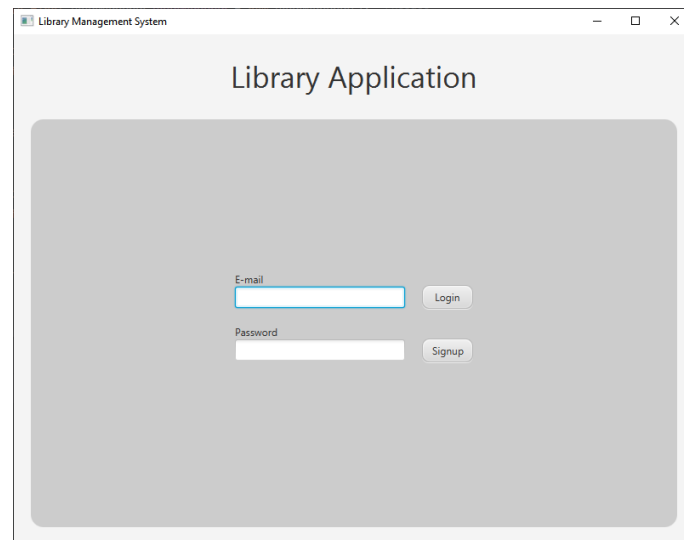 Library Management System
Library Application
E-mail
Login
Password
Signup